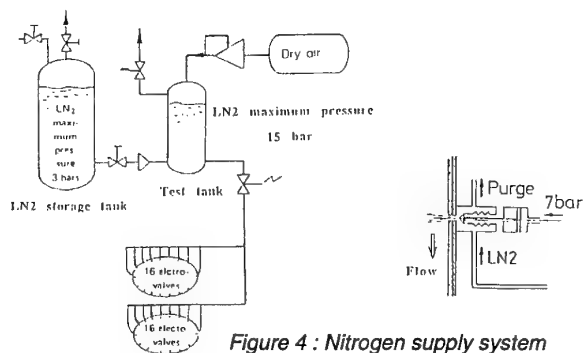 Dry air
LN2
maxi-
mum
pres
sure
3 bars
LN2 maximum pressure
15 bar
LN2 storage tank
Test tank
Purge
7bar
LN2
Flow
16 electro-
valves
16 electo
valves
Figure 4 : Nitrogen supply system